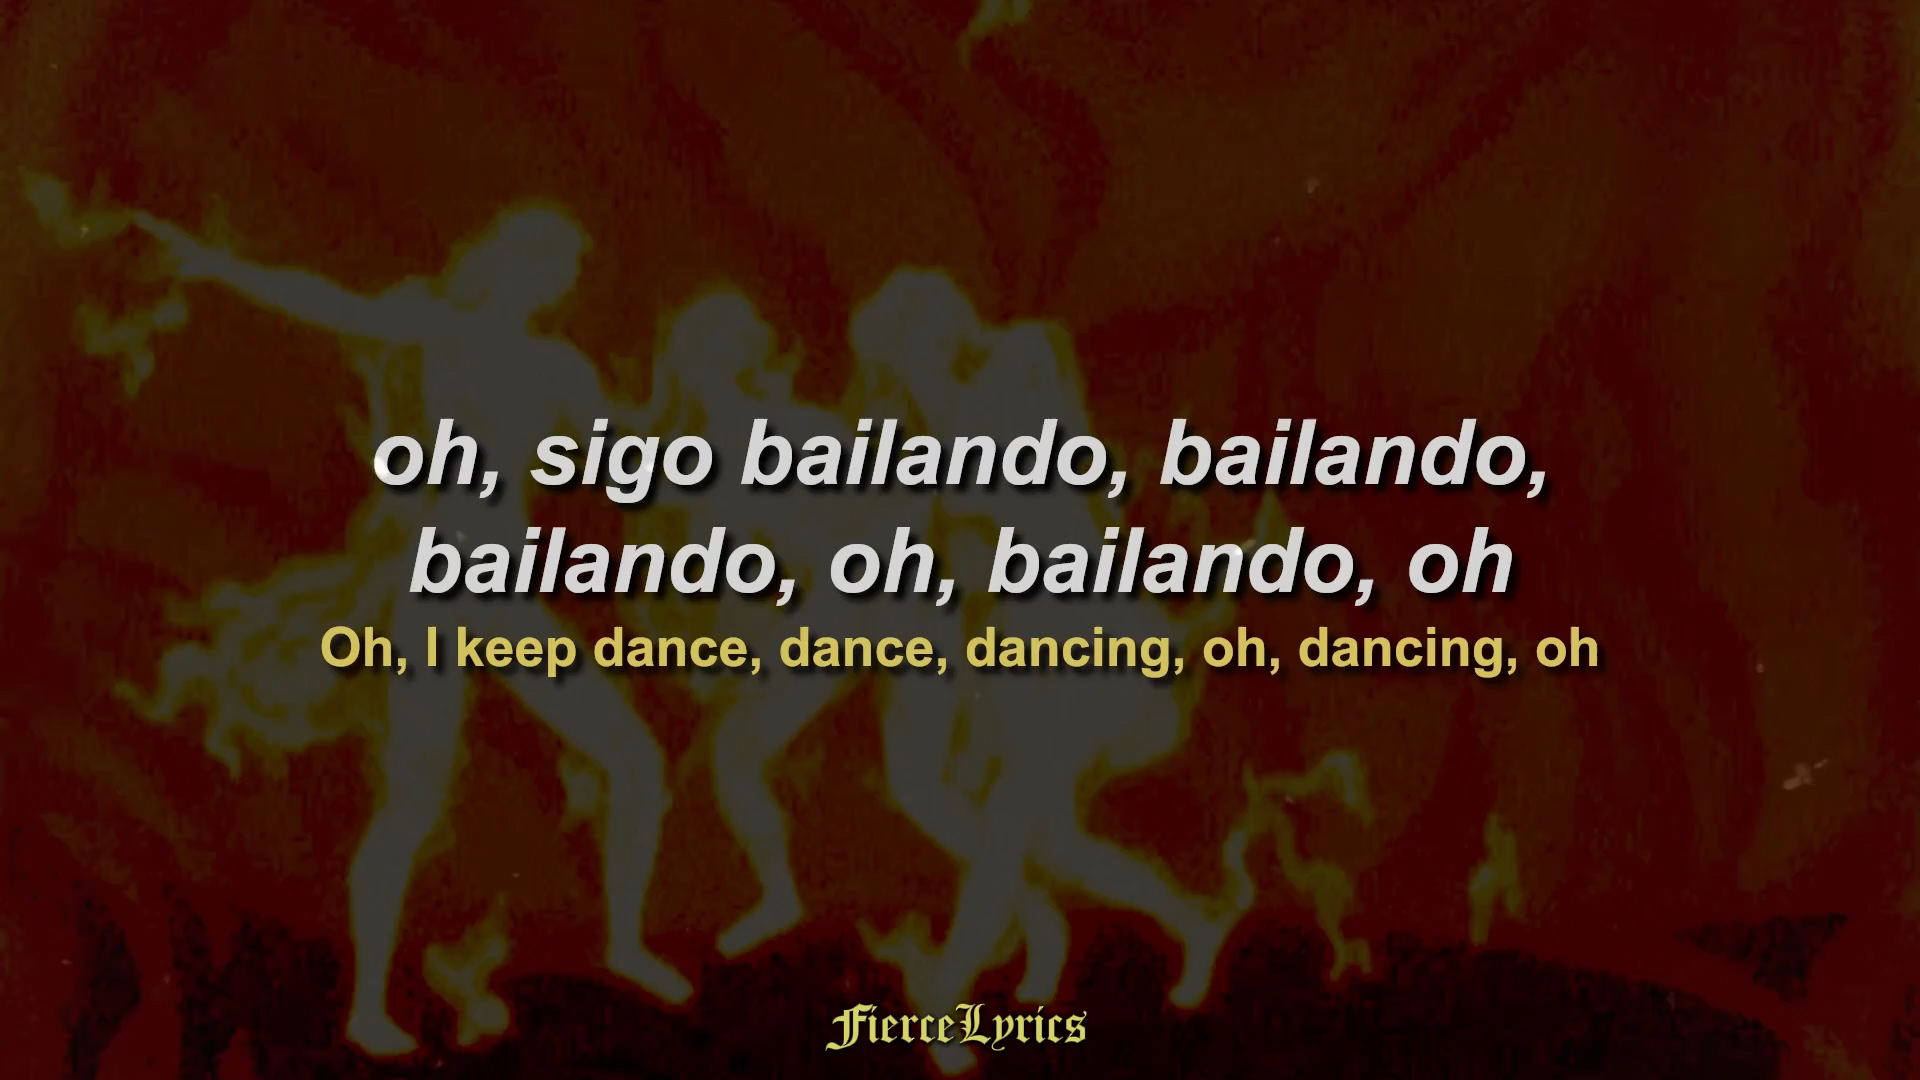 oh, sigo bailando, bailando,
bailando, oh, bailando, oh
Oh, I keep dance, dance, dancing, oh, dancing, oh
FierceLyrics